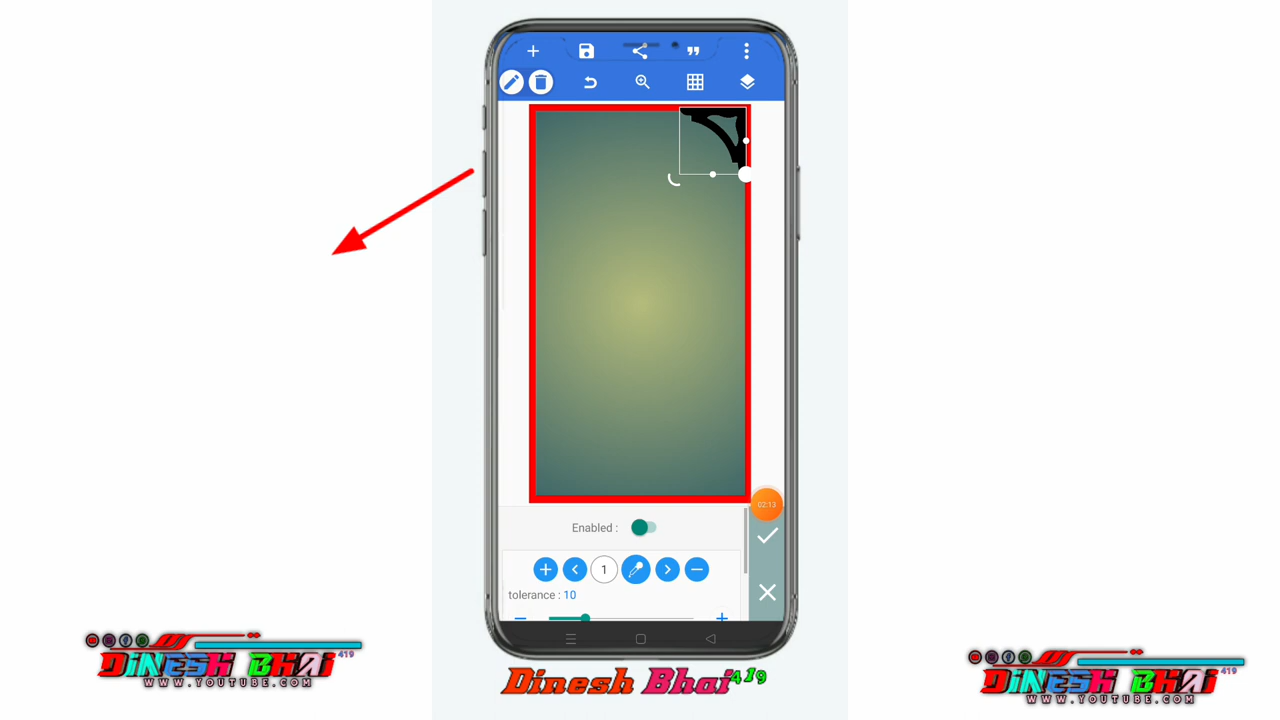 02:13
Enabled :
1
tolerance : 10
DINESH BHAI 419
WWW.YOUTUBE.COM
Dinesh Bhai 419
DINESH BHAI 419
WWW.YOUTUBE.COM